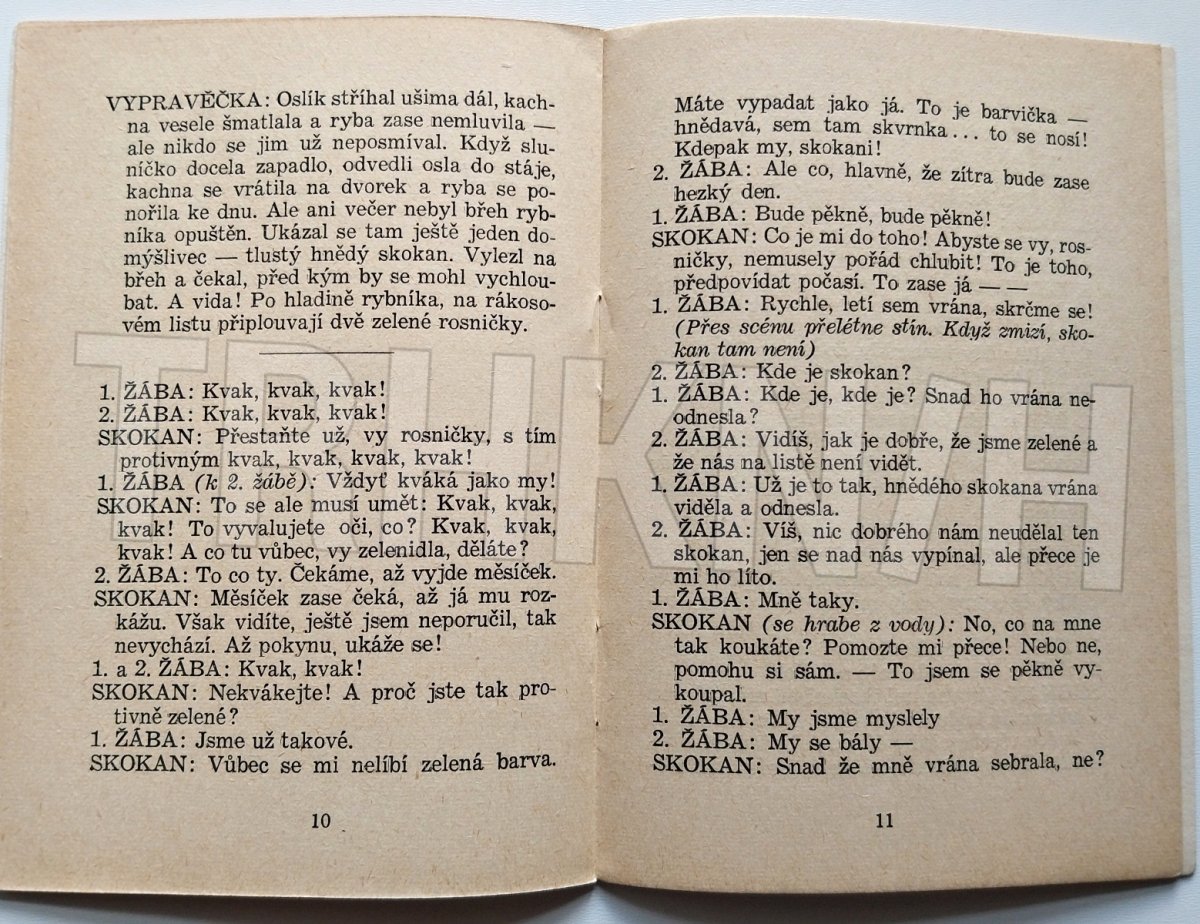 VYPRAVĚČKA: Oslík stříhal ušima dál, kach-
na vesele šmatlala a ryba zase nemluvila —
ale nikdo se jim už neposmíval. Když slu-
níčko docela zapadlo, odvedli osla do stáje,
kachna se vrátila na dvorek a ryba se po-
nořila ke dnu. Ale ani večer nebyl břeh ryb-
níka opuštěn. Ukázal se tam ještě jeden do-
mýšlivec — tlustý hnědý skokan. Vylezl na
břeh a čekal, před kým by se mohl vychlou-
bat. A vida! Po hladině rybníka, na rákoso-
vém listu připlouvají dvě zelené rosničky.
1. ŽÁBA: Kvak, kvak, kvak!
2. ŽÁBA: Kvak, kvak, kvak!
SKOKAN: Přestaňte už, vy rosničky, s tím
protivným kvak, kvak, kvak, kvak!
1. ŽÁBA (k 2. žábě): Vždyť kváká jako my!
SKOKAN: To se ale musí umět: Kvak, kvak,
kvak! To vyvalujete oči, co? Kvak, kvak,
kvak! A co tu vůbec, vy zelenidla, děláte?
2. ŽÁBA: To co ty. Čekáme, až vyjde měsíček.
SKOKAN: Měsíček zase čeká, až já mu roz-
kážu. Však vidíte, ještě jsem neporučil, tak
nevychází. Až pokynu, ukáže se!
1. a 2. ŽÁBA: Kvak, kvak!
SKOKAN: Nekvákejte! A proč jste tak pro-
tivně zelené?
1. ŽÁBA: Jsme už takové.
SKOKAN: Vůbec se mi nelíbí zelená barva.
10
Máte vypadat jako já. To je barvička —
hnědavá, sem tam skvrnka... to se nosí!
Kdepak my, skokani!
2. ŽÁBA: Ale co, hlavně, že zítra bude zase
hezký den.
1. ŽÁBA: Bude pěkně, bude pěkně!
SKOKAN: Co je mi do toho! Abyste se vy, ros-
ničky, nemusely pořád chlubit! To je toho,
předpovídat počasí. To zase já — —
1. ŽÁBA: Rychle, letí sem vrána, skrčme se!
(Přes scénu přelétne stín. Když zmizí, sko-
kan tam není)
2. ŽÁBA: Kde je skokan?
1. ŽÁBA: Kde je, kde je? Snad ho vrána ne-
odnesla?
2. ŽÁBA: Vidíš, jak je dobře, že jsme zelené a
že nás na listě není vidět.
1. ŽÁBA: Už je to tak, hnědého skokana vrána
viděla a odnesla.
2. ŽÁBA: Víš, nic dobrého nám neudělal ten
skokan, jen se nad nás vypínal, ale přece je
mi ho líto.
1. ŽÁBA: Mně taky.
SKOKAN (se hrabe z vody): No, co na mne
tak koukáte? Pomozte mi přece! Nebo ne,
pomohu si sám. — To jsem se pěkně vy-
koupal.
1. ŽÁBA: My jsme myslely
2. ŽÁBA: My se bály —
SKOKAN: Snad že mně vrána sebrala, ne?
11